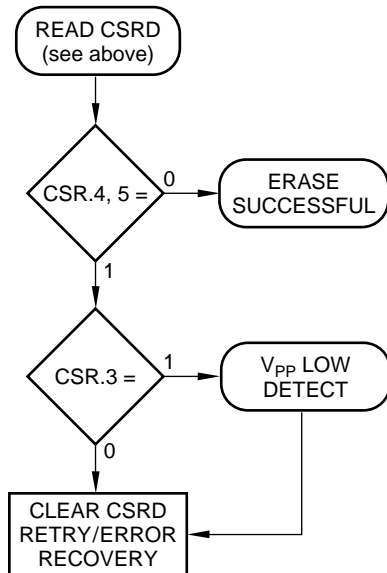 READ CSRD
(see above)
CSR.4, 5 =
0
ERASE
SUCCESSFUL
1
CSR.3 =
1
VPP LOW
DETECT
0
CLEAR CSRD
RETRY/ERROR
RECOVERY